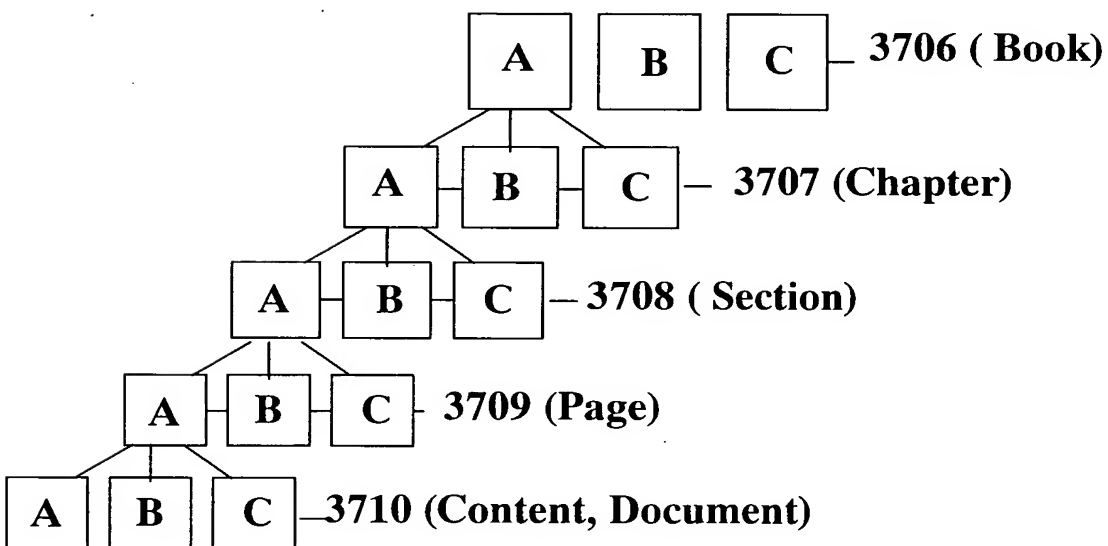 A B C 3706 ( Book)
A B C 3707 (Chapter)
A B C 3708 ( Section)
A B C 3709 (Page)
A B C 3710 (Content, Document)